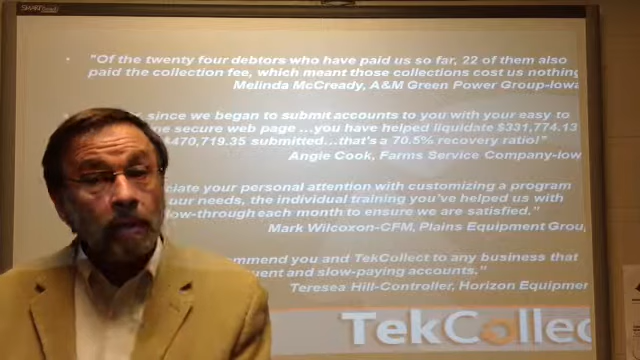 SMART Board
"Of the twenty four debtors who have paid us so far, 22 of them also
paid the collection fee, which meant those collections cost us nothing
Melinda McCready, A&M Green Power Group-Iowa
since we began to submit accounts to you with your easy to
secure web page...you have helped liquidate $331,774.13
$470,719.35 submitted...that's a 70.5% recovery ratio!"
Angie Cook, Farms Service Company-Iow
your personal attention with customizing a program
our needs, the individual training you've helped us with
low-through each month to ensure we are satisfied."
Mark Wilcoxon-CFM, Plains Equipment Grou
mmend you and TekCollect to any business that
uent and slow-paying accounts."
Teresea Hill-Controller, Horizon Equipmen
TekCollec